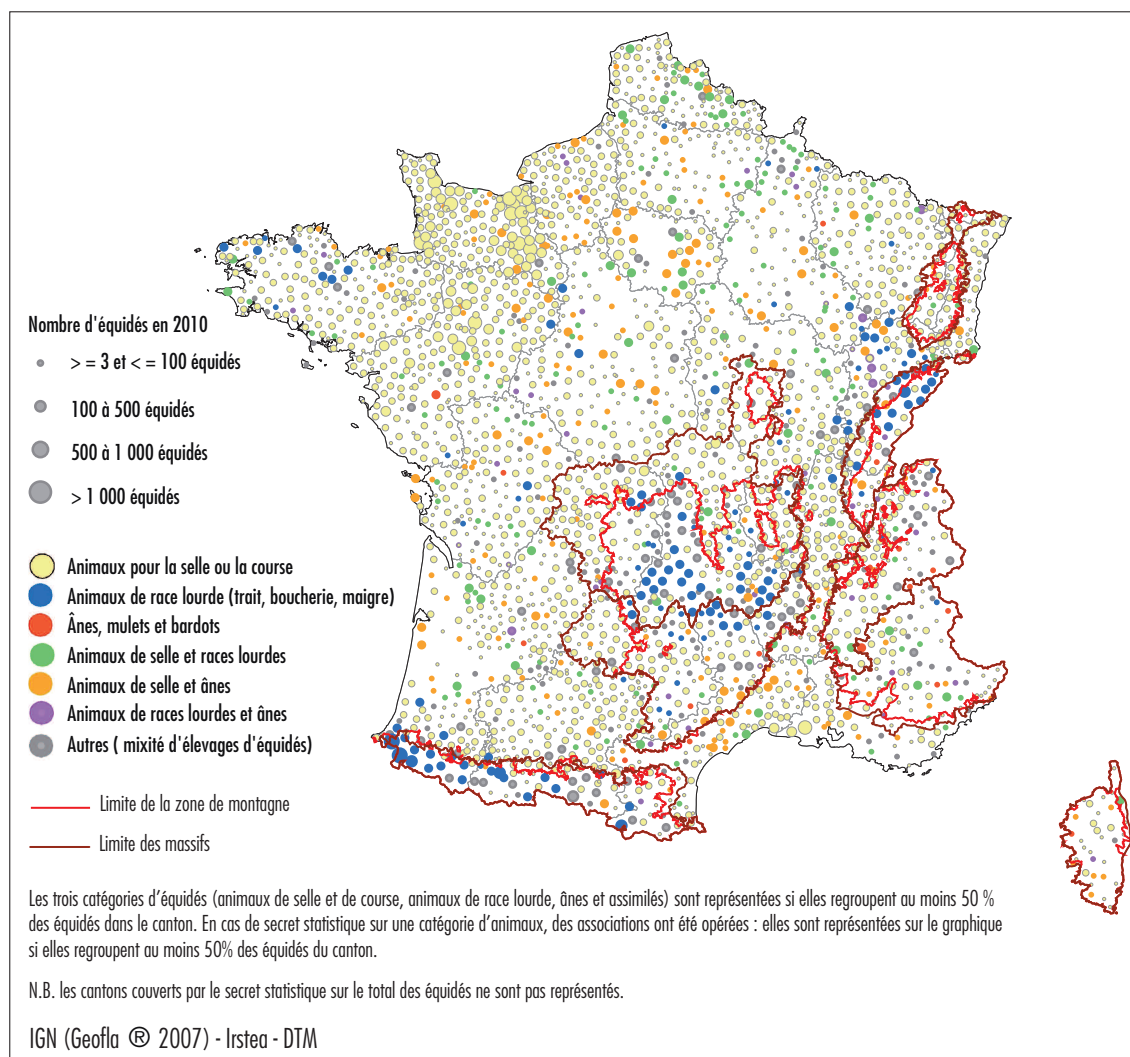 Nombre d'équidés en 2010
> = 3 et < = 100 équidés
100 à 500 équidés
500 à 1 000 équidés
> 1 000 équidés
Animaux pour la selle ou la course
Animaux de race lourde (trait, boucherie, maigre)
Ânes, mulets et bardots
Animaux de selle et races lourdes
Animaux de selle et ânes
Animaux de races lourdes et ânes
Autres ( mixité d'élevages d'équidés)
Limite de la zone de montagne
Limite des massifs
Les trois catégories d'équidés (animaux de selle et de course, animaux de race lourde, ânes et assimilés) sont représentées si elles regroupent au moins 50 %
des équidés dans le canton. En cas de secret statistique sur une catégorie d'animaux, des associations ont été opérées : elles sont représentées sur le graphique
si elles regroupent au moins 50% des équidés du canton.
N.B. les cantons couverts par le secret statistique sur le total des équidés ne sont pas représentés.
IGN (Geofla ® 2007) - Irstea - DTM